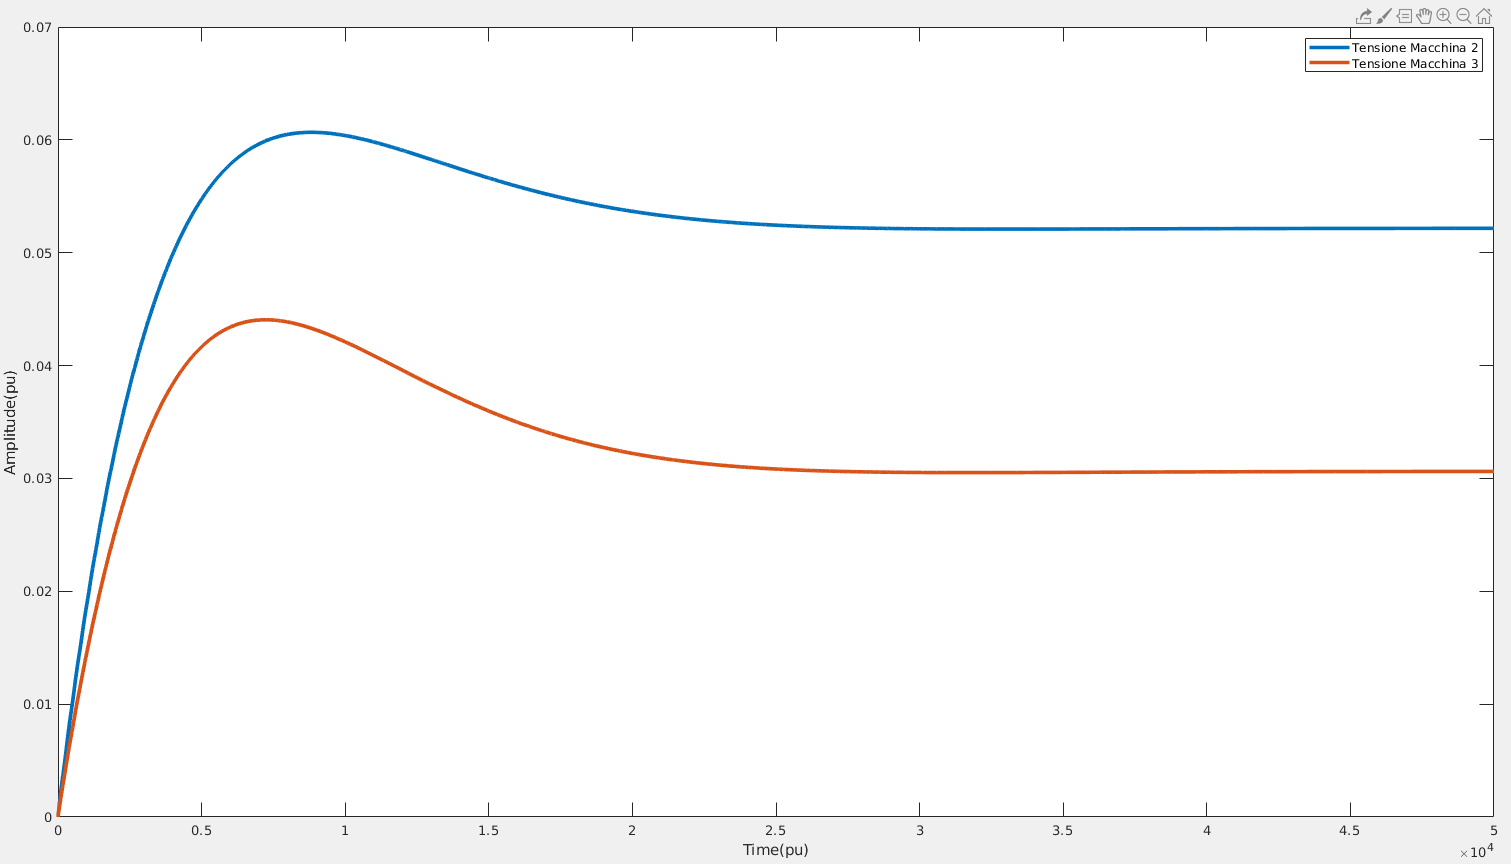 Tensione Macchina 2
Tensione Macchina 3
0.07
0.06
0.05
0.04
0.03
0.02
0.01
0
Amplitude(pu)
0 0.5 1 1.5 2 2.5 3 3.5 4 4.5 5
Time(pu)
×10⁴